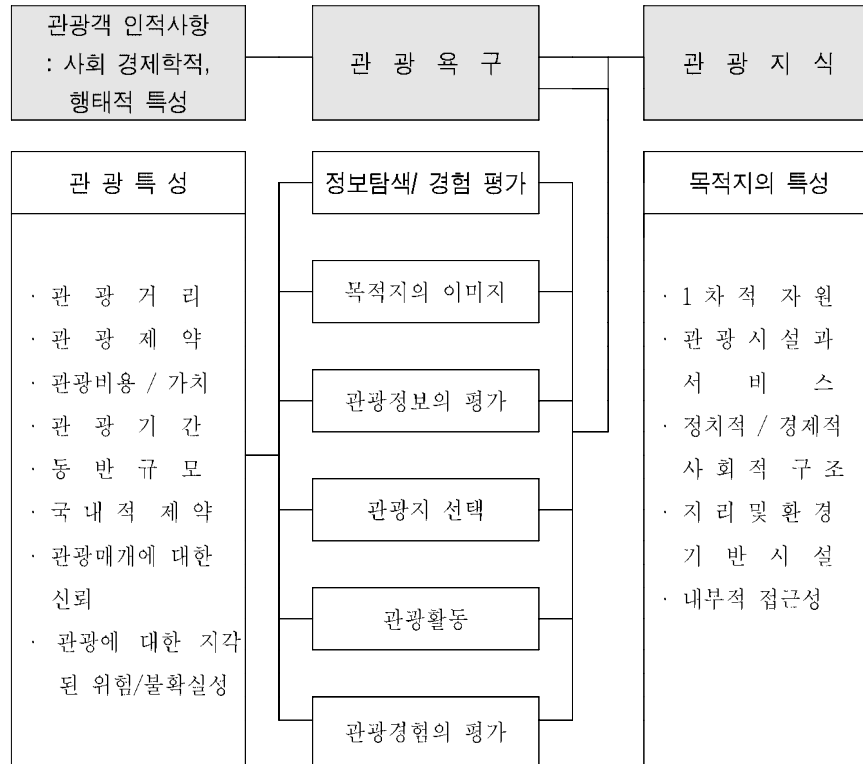 관광객 인적사항
: 사회 경제학적,
행태적 특성
관 광 욕 구
관 광 지 식
관 광 특 성
· 관 광 거 리
· 관 광 제 약
· 관광비용 / 가치
· 관 광 기 간
· 동 반 규 모
· 국 내 적 제 약
· 관광매개에 대한
신뢰
· 관광에 대한 지각
된 위험/불확실성
정보탐색/ 경험 평가
목적지의 이미지
관광정보의 평가
관광지 선택
관광활동
관광경험의 평가
목적지의 특성
· 1 차 적 자 원
· 관 광 시 설 과
서 비 스
· 정치적 / 경제적
사 회 적 구 조
· 지 리 및 환 경
기 반 시 설
· 내부적 접근성